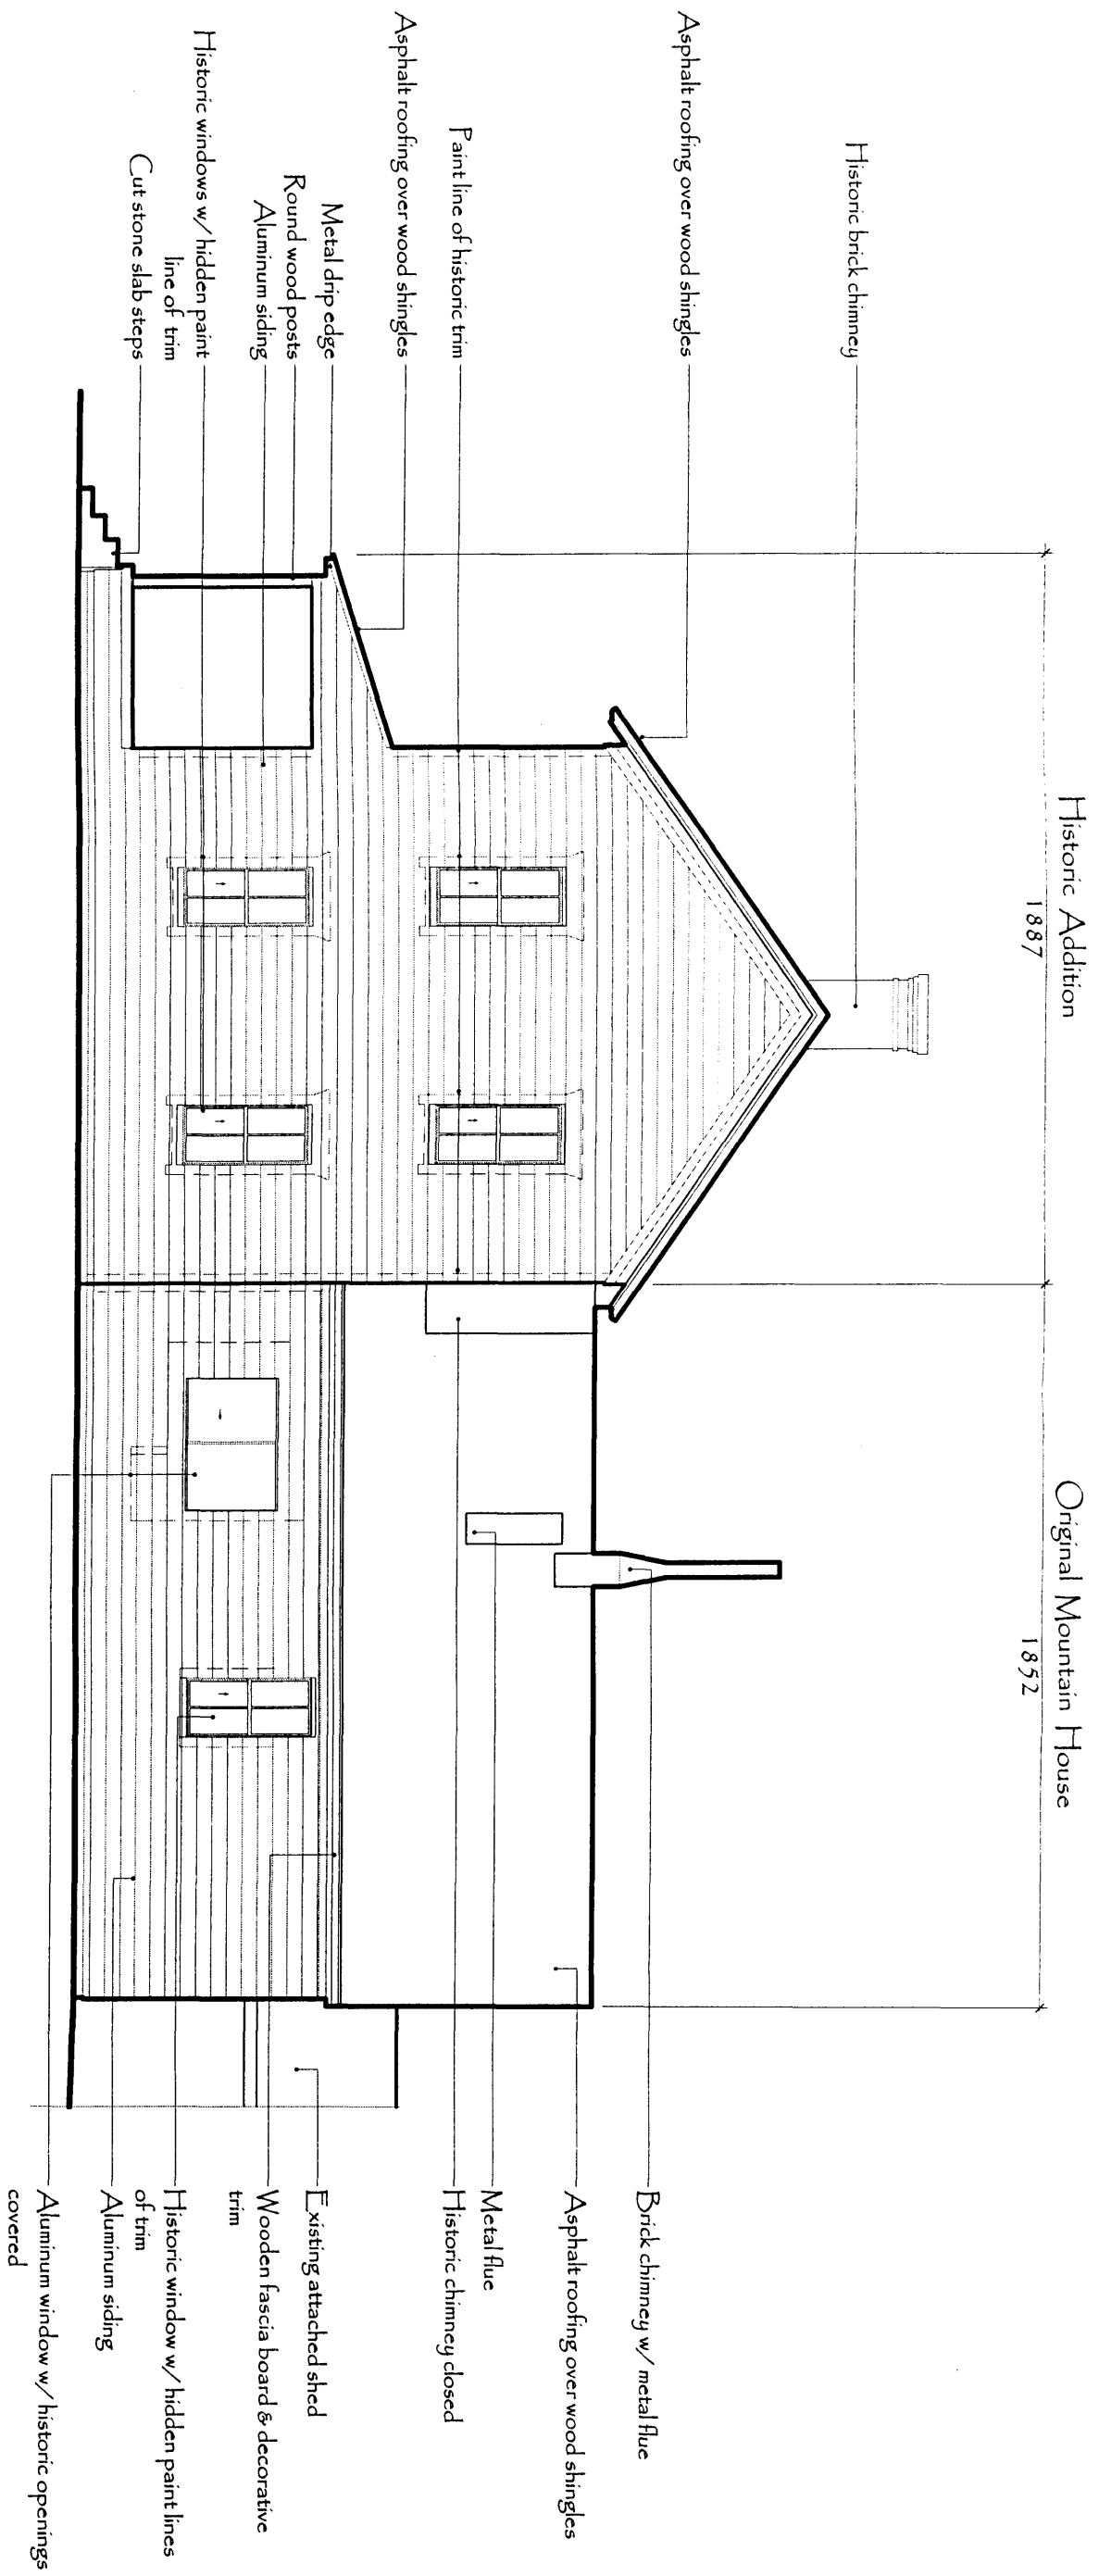 Historic Addition
1887
Original Mountain House
1852
Historic brick chimney
Asphalt roofing over wood shingles
Paint line of historic trim
Asphalt roofing over wood shingles
Metal drip edge
Round wood posts
Aluminum siding
Historic windows w/ hidden paint
line of trim
Cut stone slab steps
Brick chimney w/ metal flue
Asphalt roofing over wood shingles
Metal flue
Historic chimney closed
Existing attached shed
Wooden fascia board & decorative
trim
Historic window w/ hidden paint lines
of trim
Aluminum siding
Aluminum window w/ historic openings
covered